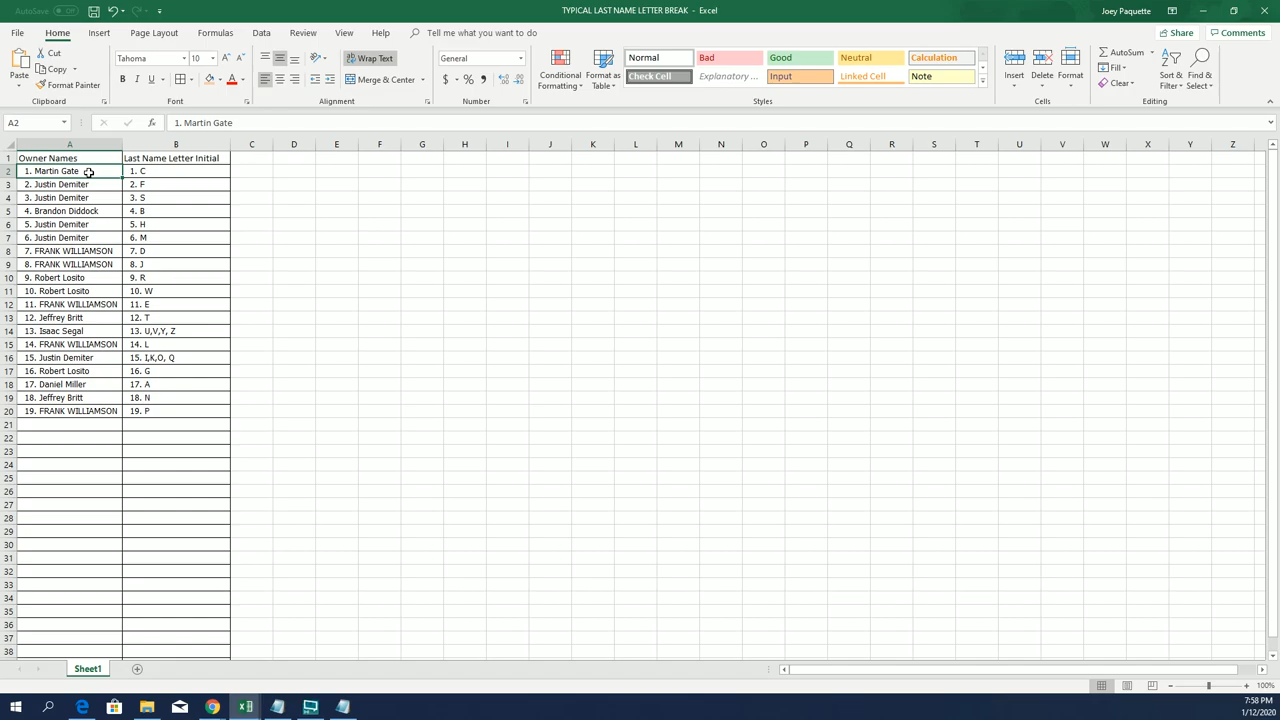 TYPICAL LAST NAME LETTER BREAK - Excel
Joey Paquette
File Home Insert Page Layout Formulas Data Review View Help Tell me what you want to do Share Comments
Paste Cut Copy Format Painter Clipboard
Tahoma 10 B I U A Font
Wrap Text Merge & Center Alignment
General $ % Number
Conditional Formatting Format as Table
Normal Bad Good Neutral Calculation
Check Cell Explanatory ... Input Linked Cell Note
Styles
Insert Delete Format Cells
AutoSum Fill Clear Sort & Filter Find & Select Editing
A2 fx 1. Martin Gate
A B C D E F G H I J K L M N O P Q R S T U V W X Y Z
1 Owner Names Last Name Letter Initial
2 1. Martin Gate 1. C
3 2. Justin Demiter 2. F
4 3. Justin Demiter 3. S
5 4. Brandon Diddock 4. B
6 5. Justin Demiter 5. H
7 6. Justin Demiter 6. M
8 7. FRANK WILLIAMSON 7. D
9 8. FRANK WILLIAMSON 8. J
10 9. Robert Losito 9. R
11 10. Robert Losito 10. W
12 11. FRANK WILLIAMSON 11. E
13 12. Jeffrey Britt 12. T
14 13. Isaac Segal 13. U,V,Y, Z
15 14. FRANK WILLIAMSON 14. L
16 15. Justin Demiter 15. I,K,O, Q
17 16. Robert Losito 16. G
18 17. Daniel Miller 17. A
19 18. Jeffrey Britt 18. N
20 19. FRANK WILLIAMSON 19. P
21
22
23
24
25
26
27
28
29
30
31
32
33
34
35
36
37
38
Sheet1
100%
7:58 PM
1/12/2020